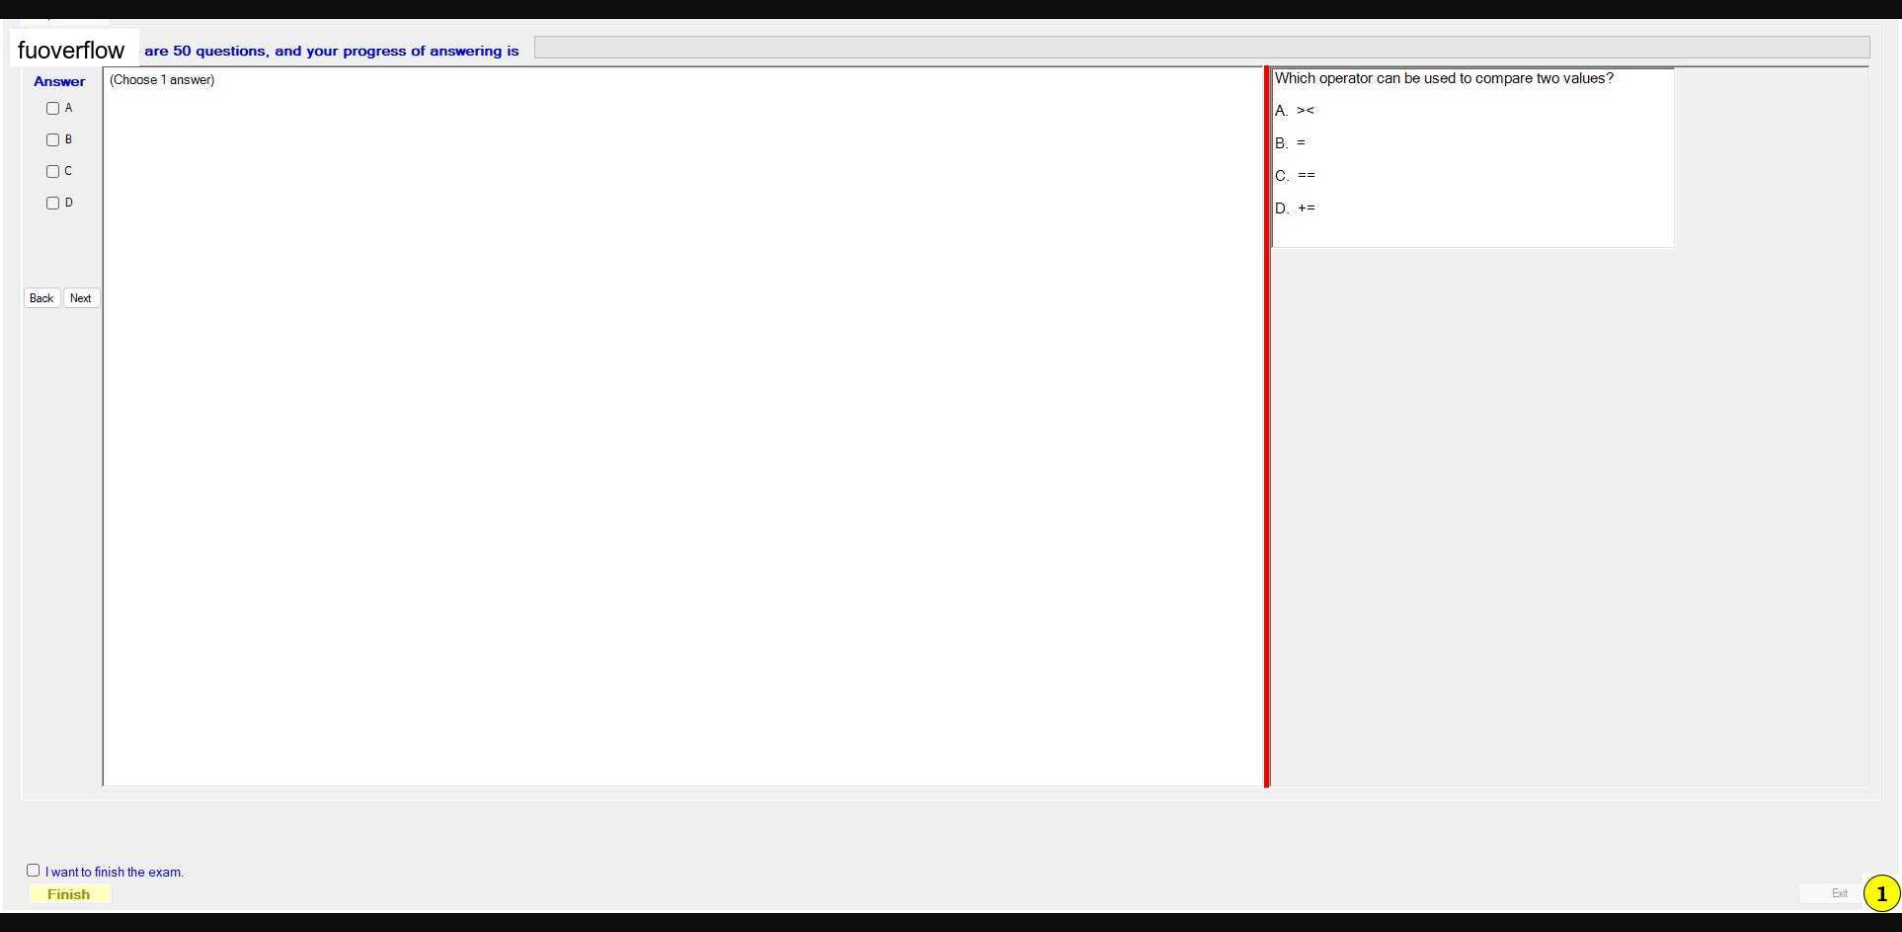 fuoverflow are 50 questions, and your progress of answering is
Answer
A
B
C
D
Back Next
(Choose 1 answer)
Which operator can be used to compare two values?
A. ><
B. =
C. ==
D. +=
I want to finish the exam.
Finish
Exit
1